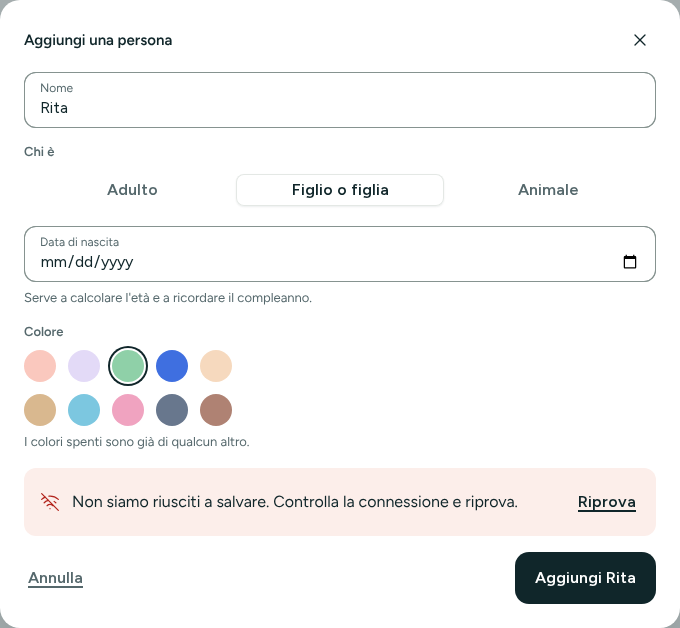 Aggiungi una persona
Nome
Rita
Chi è
Adulto
Figlio o figlia
Animale
Data di nascita
mm/dd/yyyy
Serve a calcolare l'età e a ricordare il compleanno.
Colore
I colori spenti sono già di qualcun altro.
Non siamo riusciti a salvare. Controlla la connessione e riprova.
Riprova
Annulla
Aggiungi Rita